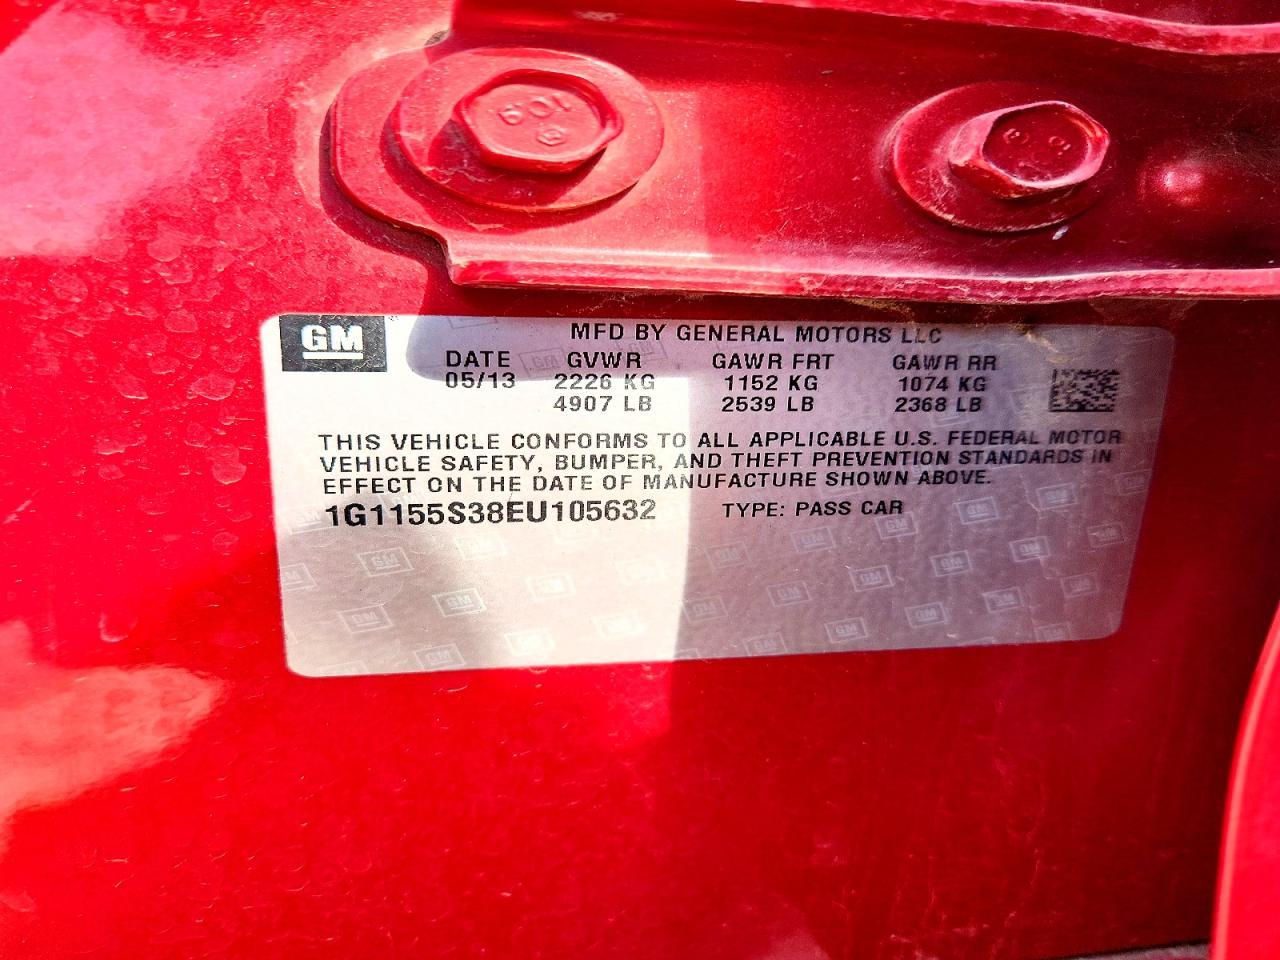 10.9
GM
MFD BY GENERAL MOTORS LLC
DATE GVWR GAWR FRT GAWR RR
05/13 2226 KG 1152 KG 1074 KG
4907 LB 2539 LB 2368 LB
THIS VEHICLE CONFORMS TO ALL APPLICABLE U.S. FEDERAL MOTOR
VEHICLE SAFETY, BUMPER, AND THEFT PREVENTION STANDARDS IN
EFFECT ON THE DATE OF MANUFACTURE SHOWN ABOVE.
1G1155S38EU105632 TYPE: PASS CAR